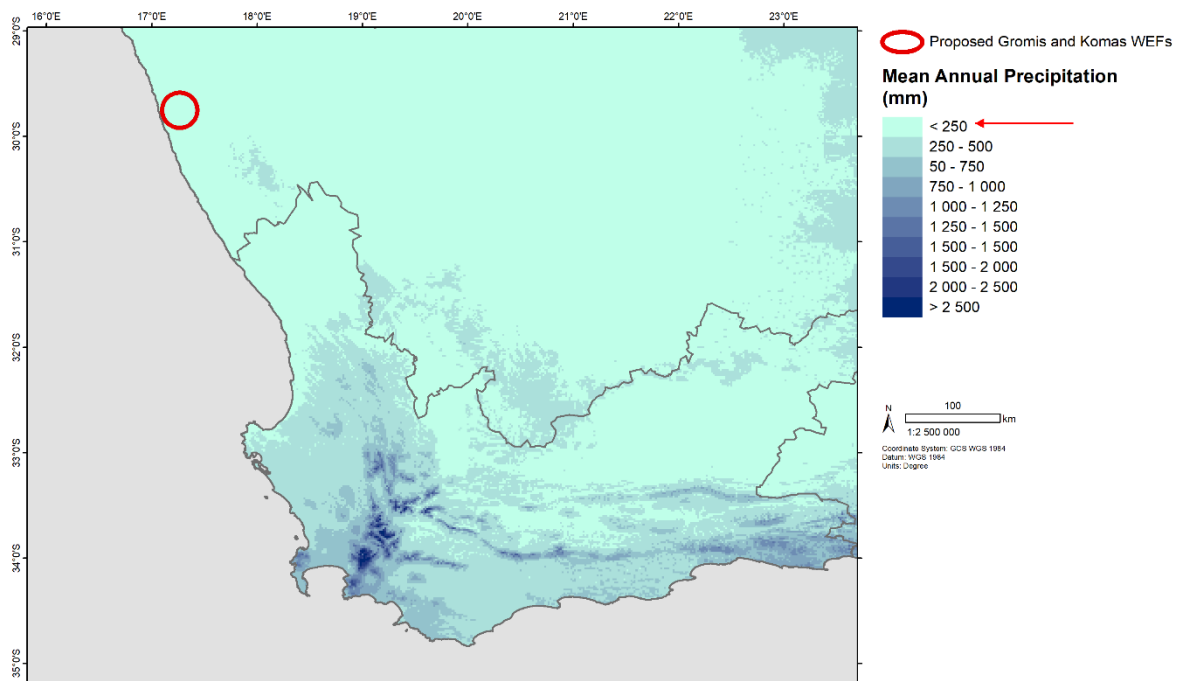 16°0'E 17°0'E 18°0'E 19°0'E 20°0'E 21°0'E 22°0'E 23°0'E
29°0'S
30°0'S
31°0'S
32°0'S
33°0'S
34°0'S
35°0'S
Proposed Gromis and Komas WEFs
Mean Annual Precipitation
(mm)
< 250
250 - 500
50 - 750
750 - 1 000
1 000 - 1 250
1 250 - 1 500
1 500 - 1 500
1 500 - 2 000
2 000 - 2 500
> 2 500
N
100
km
1:2 500 000
Coordinate System: GCS WGS 1984
Datum: WGS 1984
Units: Degree